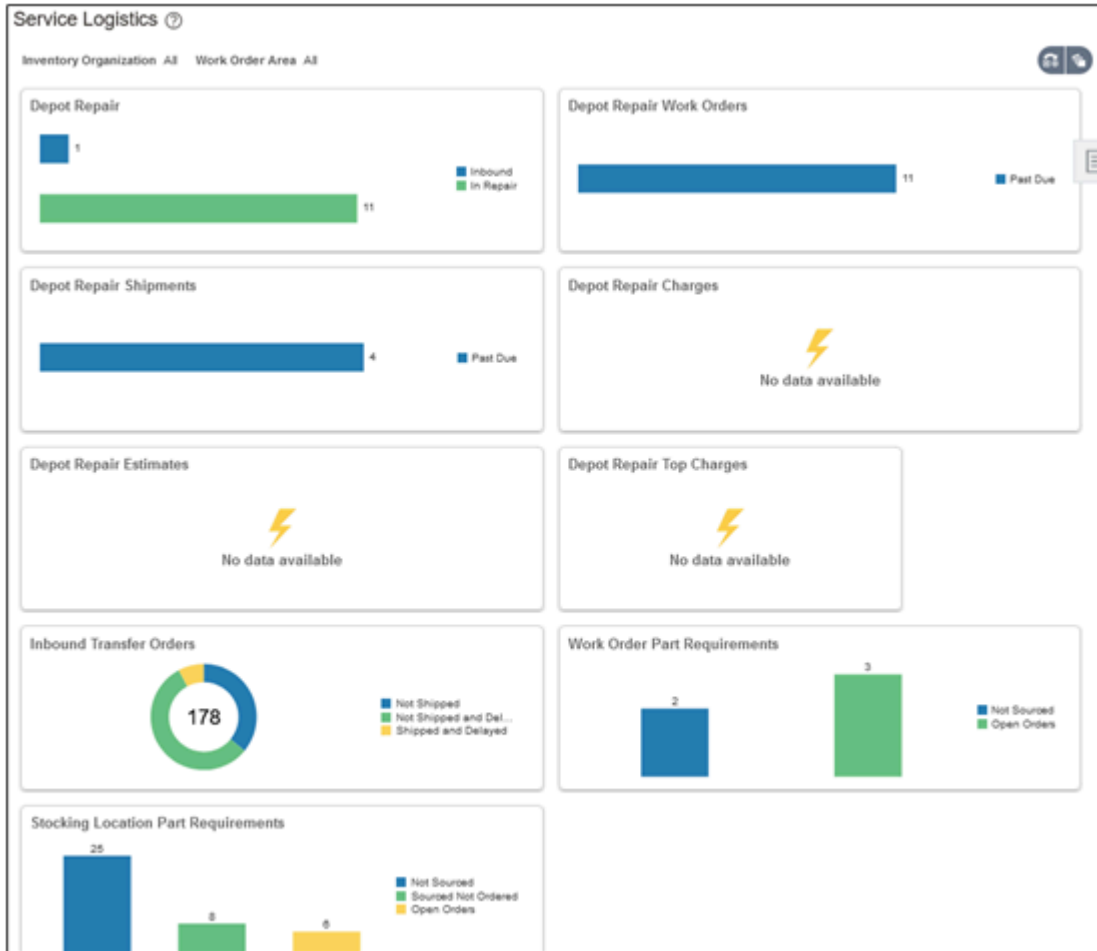 Service Logistics
Inventory Organization All Work Order Area All
Depot Repair
1
11
Inbound
In Repair
Depot Repair Work Orders
11
Past Due
Depot Repair Shipments
4
Past Due
Depot Repair Charges
No data available
Depot Repair Estimates
No data available
Depot Repair Top Charges
No data available
Inbound Transfer Orders
178
Not Shipped
Not Shipped and Del...
Shipped and Delayed
Work Order Part Requirements
2
3
Not Sourced
Open Orders
Stocking Location Part Requirements
25
8
6
Not Sourced
Sourced Not Ordered
Open Orders